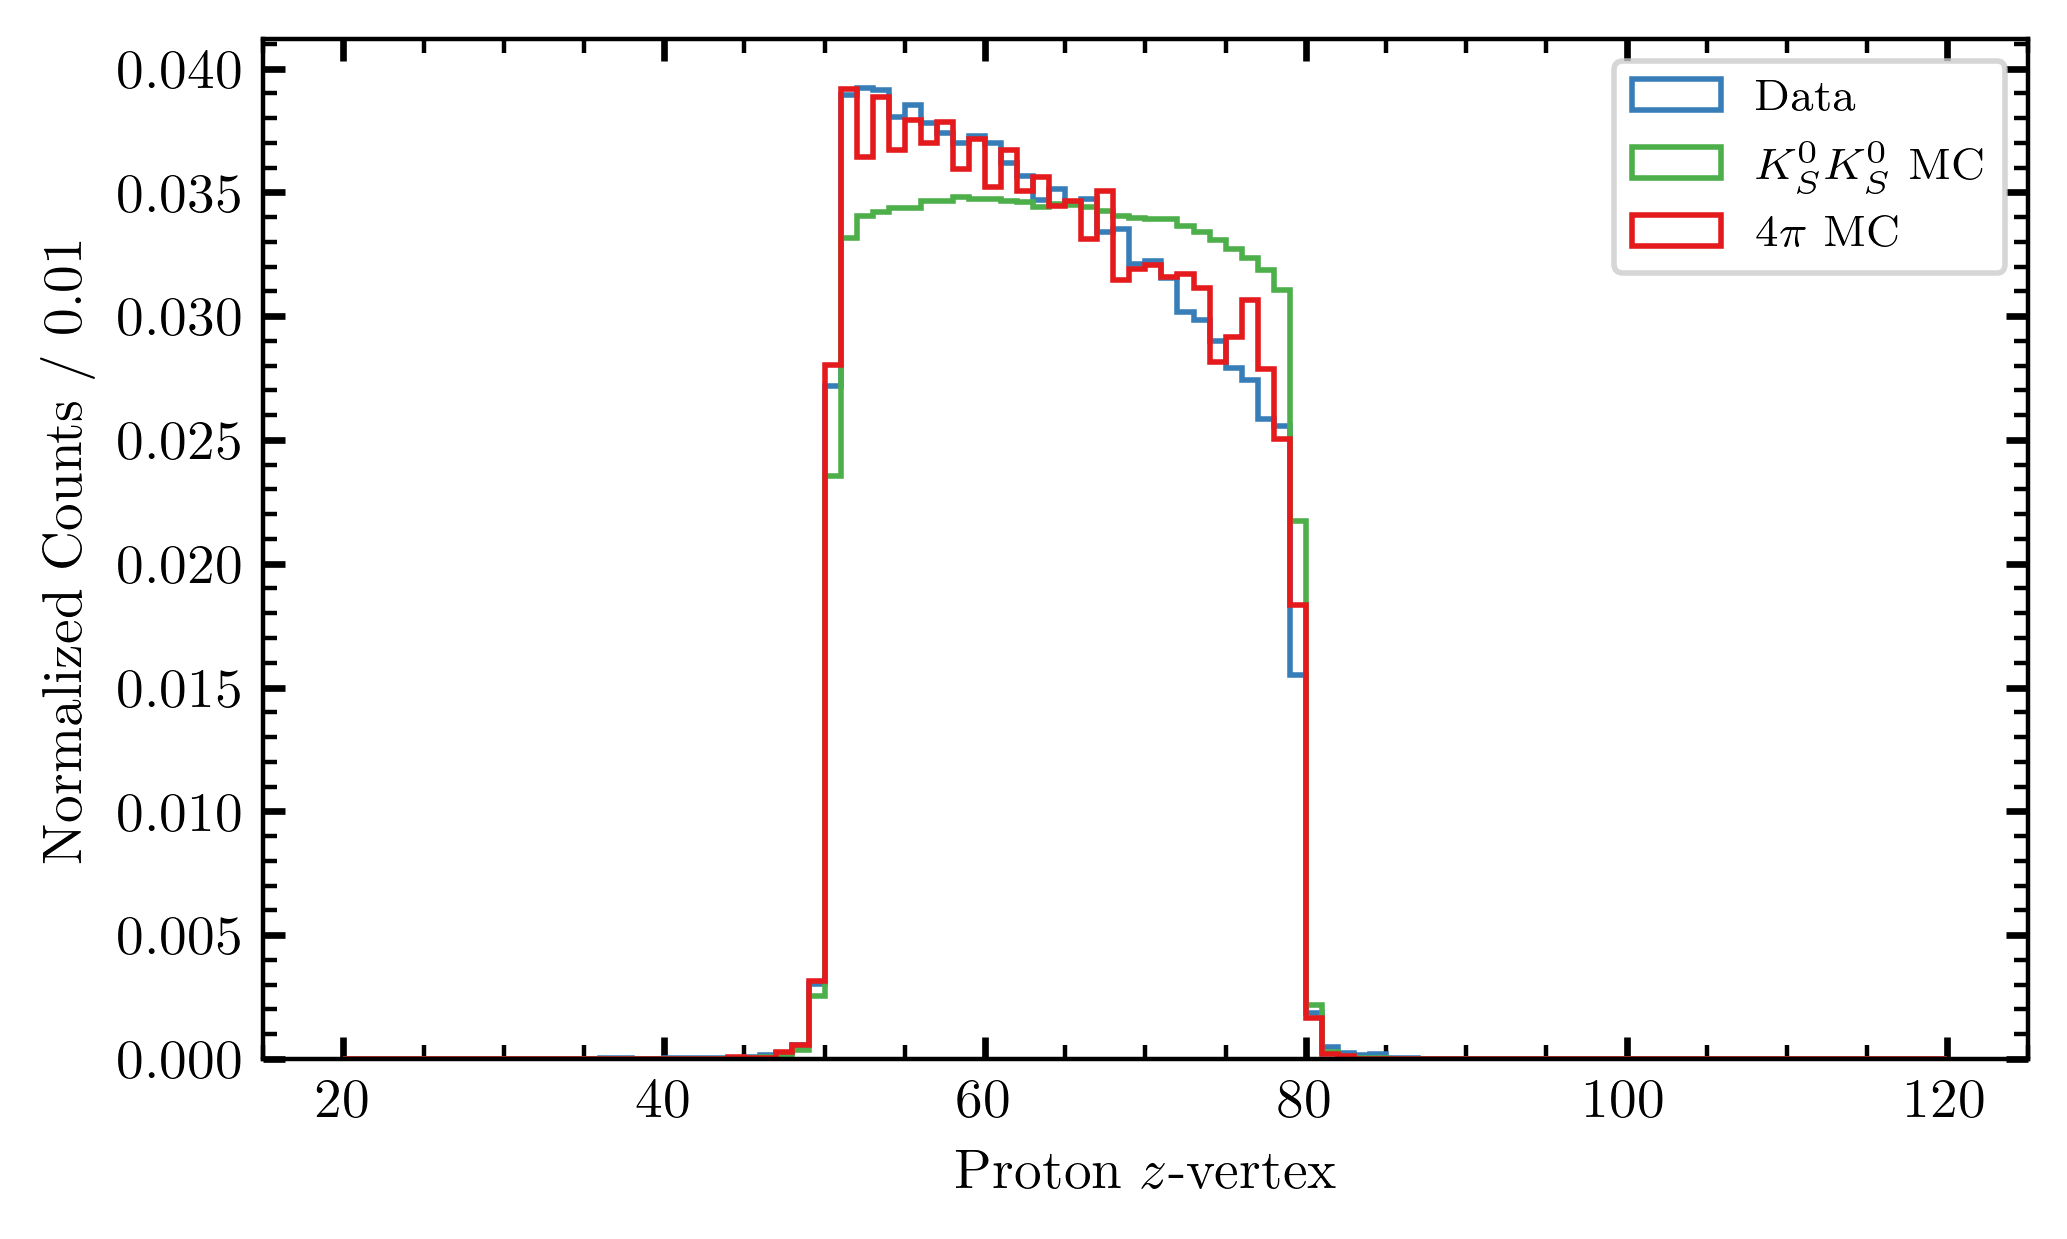 0.040
0.035
0.030
0.025
0.020
0.015
0.010
0.005
0.000
Normalized Counts / 0.01
20 40 60 80 100 120
Proton z-vertex
Data
K⁰_S K⁰_S MC
4π MC